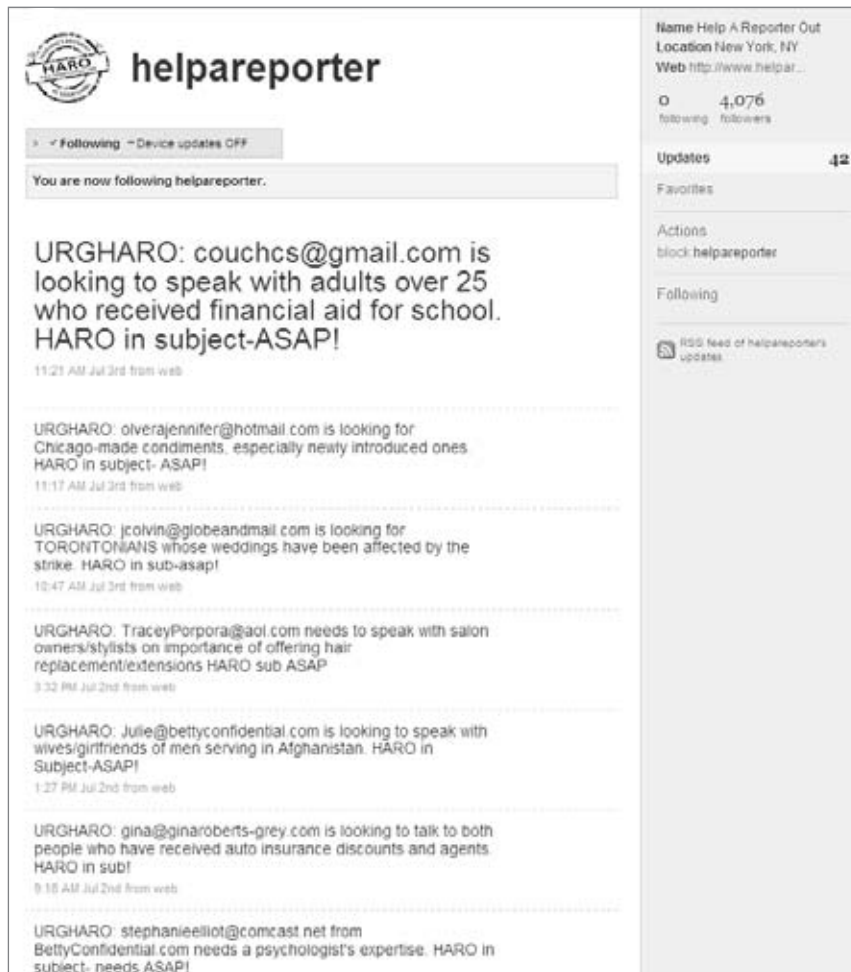 HARO
helpareporter
✓Following – Device updates OFF
You are now following helpareporter.
URGHARO: couchcs@gmail.com is
looking to speak with adults over 25
who received financial aid for school.
HARO in subject-ASAP!
11:21 AM Jul 3rd from web
URGHARO: olverajennifer@hotmail.com is looking for
Chicago-made condiments, especially newly introduced ones
HARO in subject- ASAP!
11:17 AM Jul 3rd from web
URGHARO: jcolvin@globeandmail.com is looking for
TORONTONIANS whose weddings have been affected by the
strike. HARO in sub-asap!
10:47 AM Jul 3rd from web
URGHARO: TraceyPorpora@aol.com needs to speak with salon
owners/stylists on importance of offering hair
replacement/extensions HARO sub ASAP
3:32 PM Jul 2nd from web
URGHARO: Julie@bettyconfidential.com is looking to speak with
wives/girlfriends of men serving in Afghanistan. HARO in
Subject-ASAP!
1:27 PM Jul 2nd from web
URGHARO: gina@ginaroberts-grey.com is looking to talk to both
people who have received auto insurance discounts and agents.
HARO in sub!
9:18 AM Jul 2nd from web
URGHARO: stephanieelliot@comcast.net from
BettyConfidential.com needs a psychologist's expertise. HARO in
subject- needs ASAP!
Name Help A Reporter Out
Location New York, NY
Web http://www.helpar...
0 4,076
following followers
Updates 42
Favorites
Actions
block helpareporter
Following
RSS feed of helpareporter's
updates